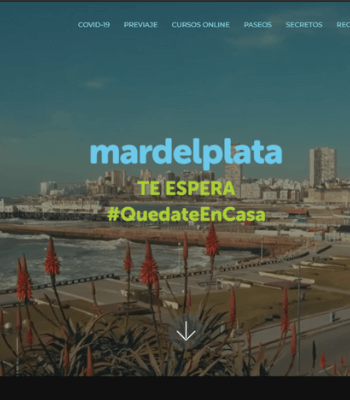 COVID-19 PREVIAJE CURSOS ONLINE PASEOS SECRETOS
mardelplata
TE ESPERA
#QuedateEnCasa